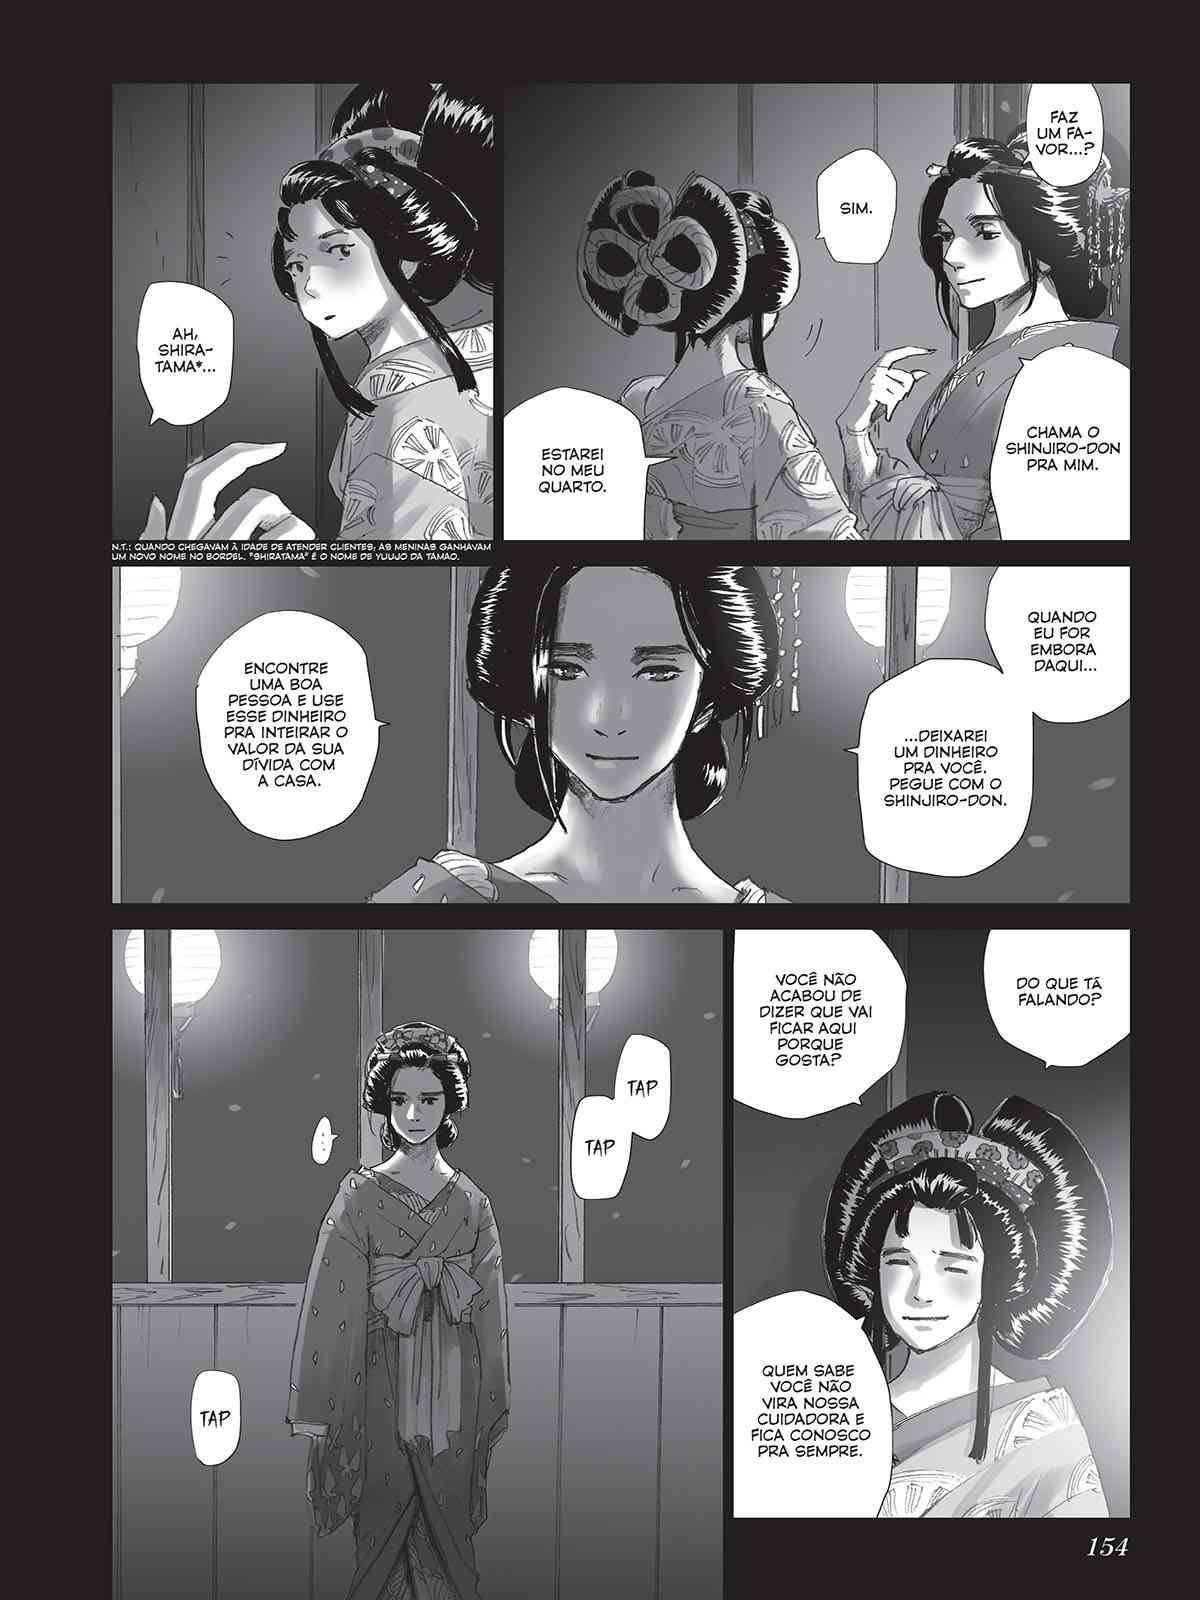 FAZ
UM FA-
VOR...?
CHAMA O
SHINJIRO-DON
PRA MIM.
SIM.
ESTAREI
NO MEU
QUARTO.
AH,
SHIRA-
TAMA*...
N.T.: QUANDO CHEGAVAM À IDADE DE ATENDER CLIENTES, AS MENINAS GANHAVAM
UM NOVO NOME NO BORDEL. "SHIRATAMA" É O NOME DE YUUJO DA TAMAO.
QUANDO
EU FOR
EMBORA
DAQUI...
...DEIXAREI
UM DINHEIRO
PRA VOCÊ.
PEGUE COM O
SHINJIRO-DON.
ENCONTRE
UMA BOA
PESSOA E USE
ESSE DINHEIRO
PRA INTEIRAR O
VALOR DA SUA
DÍVIDA COM
A CASA.
DO QUE TÁ
FALANDO?
VOCÊ NÃO
ACABOU DE
DIZER QUE VAI
FICAR AQUI
PORQUE
GOSTA?
QUEM SABE
VOCÊ NÃO
VIRA NOSSA
CUIDADORA E
FICA CONOSCO
PRA SEMPRE.
TAP
TAP
...
TAP
154